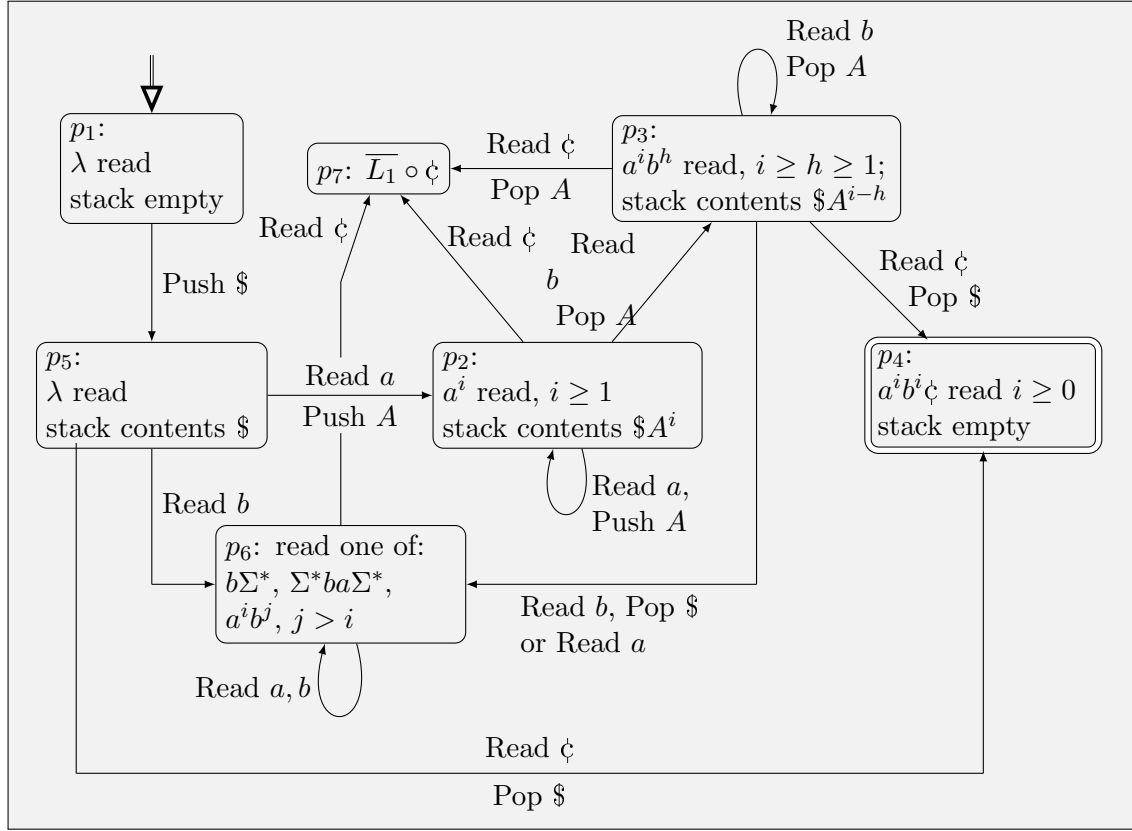 Read b
Pop A
p₁:
λ read
stack empty
p₇: L̅₁ ∘ ¢
Read ¢
Pop A
p₃:
aⁱbʰ read, i ≥ h ≥ 1;
stack contents $Aⁱ⁻ʰ
Read ¢
Read ¢
Read
b
Pop A
Push $
Read ¢
Pop $
p₅:
λ read
stack contents $
Read a
Push A
p₂:
aⁱ read, i ≥ 1
stack contents $Aⁱ
p₄:
aⁱbⁱ¢ read i ≥ 0
stack empty
Read b
Read a,
Push A
p₆: read one of:
bΣ*, Σ*baΣ*,
aⁱbʲ, j > i
Read b, Pop $
or Read a
Read a, b
Read ¢
Pop $